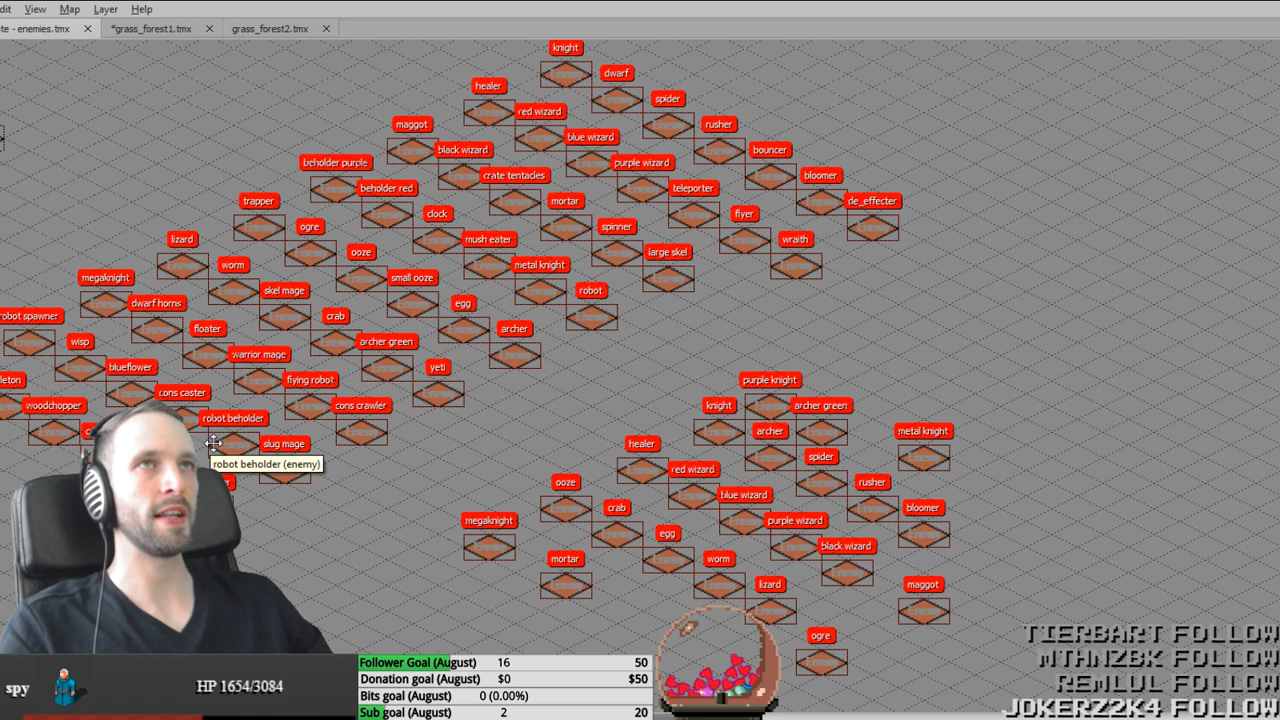 dit View Map Layer Help
te - enemies.tmx *grass_forest1.tmx grass_forest2.tmx
knight
dwarf
healer
spider
red wizard
maggot
rusher
blue wizard
black wizard
bouncer
beholder purple
purple wizard
crate tentacles
bloomer
beholder red
teleporter
trapper
mortar
de_effecter
clock
flyer
ogre
spinner
lizard
mush eater
wraith
ooze
large skel
worm
metal knight
megaknight
small ooze
skel mage
robot
dwarf horns
egg
robot spawner
crab
floater
archer
wisp
archer green
warrior mage
blueflower
yeti
leton
flying robot
purple knight
cons caster
woodchopper
cons crawler
knight
archer green
robot beholder
archer
metal knight
slug mage
healer
spider
robot beholder (enemy)
red wizard
ooze
rusher
blue wizard
crab
bloomer
megaknight
purple wizard
egg
black wizard
mortar
worm
lizard
maggot
ogre
TIERBART FOLLOW
MTHNZBK FOLLOW
REMLUL FOLLOW
JOKERZ2K4 FOLLOW
spy HP 1654/3084
Follower Goal (August) 16 50
Donation goal (August) $0 $50
Bits goal (August) 0 (0.00%)
Sub goal (August) 2 20